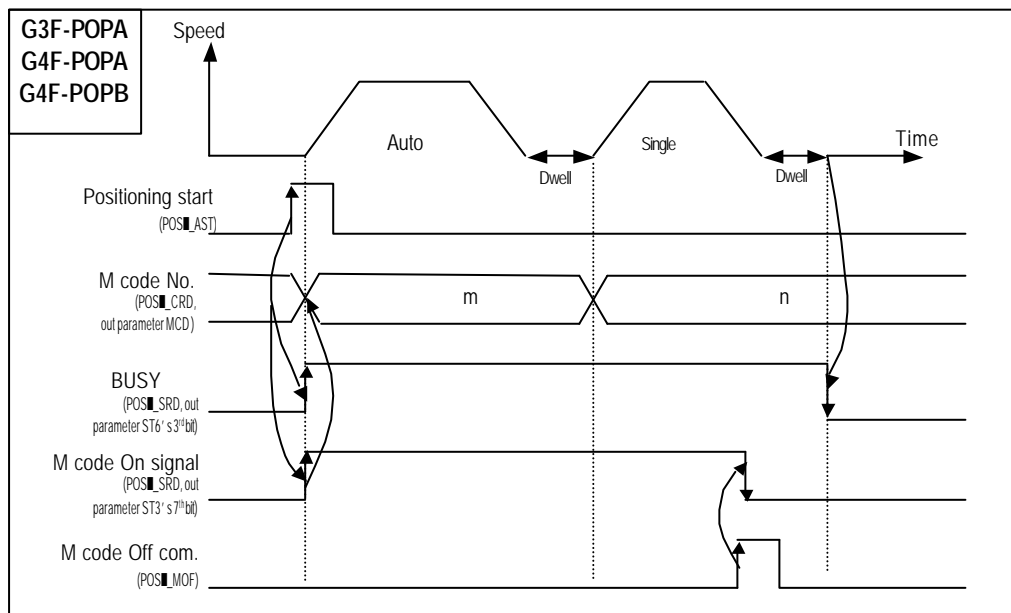 G3F-POPA
G4F-POPA
G4F-POPB
Speed
Auto
Single
Time
Dwell
Dwell
Positioning start
(POS■_AST)
M code No.
(POS■_CRD,
out parameter MCD)
m
n
BUSY
(POS■_SRD, out
parameter ST6's 3rd bit)
M code On signal
(POS■_SRD, out
parameter ST3's 7th bit)
M code Off com.
(POS■_MOF)